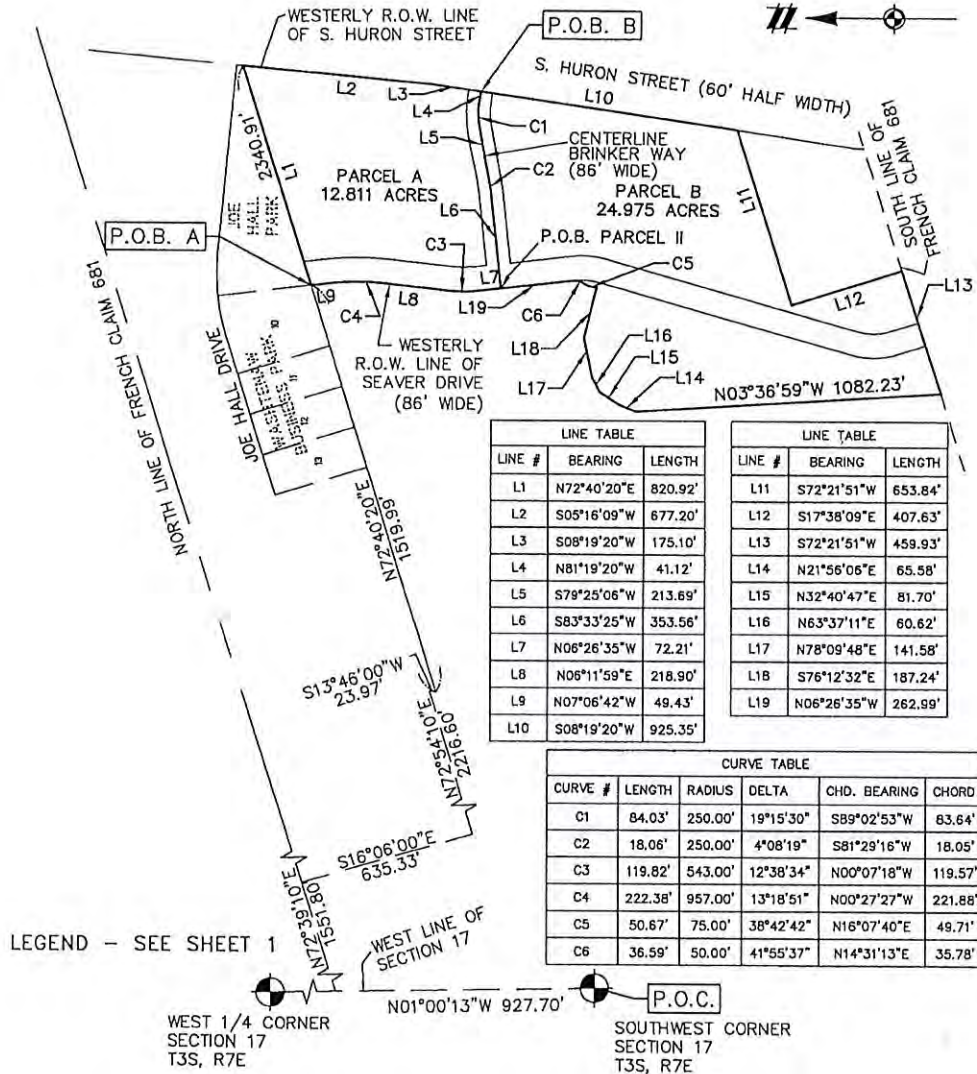 WESTERLY R.O.W. LINE
OF S. HURON STREET
P.O.B. B
S. HURON STREET (60' HALF WIDTH)
L2
L3
L4
L10
C1
L5
CENTERLINE
BRINKER WAY
(86' WIDE)
C2
PARCEL A
12.811 ACRES
PARCEL B
24.975 ACRES
2340.91'
L1
JOE
HALL
PARK
P.O.B. A
L6
C3
L7
P.O.B. PARCEL II
L11
L12
SOUTH LINE OF
FRENCH CLAIM 681
L13
L9
C4
L8
L19
C6
C5
WESTERLY
R.O.W. LINE OF
SEAVER DRIVE
(86' WIDE)
L18
L17
L16
L15
L14
N03°36'59"W 1082.23'
NORTH LINE OF FRENCH CLAIM 681
JOE HALL DRIVE
WASHTENAW
BUSINESS PARK
10
11
12
13
N72°40'20"E
1519.99'
LINE TABLE
LINE # BEARING LENGTH
L1 N72°40'20"E 820.92'
L2 S05°16'09"W 677.20'
L3 S08°19'20"W 175.10'
L4 N81°19'20"W 41.12'
L5 S79°25'06"W 213.69'
L6 S83°33'25"W 353.56'
L7 N06°26'35"W 72.21'
L8 N06°11'59"E 218.90'
L9 N07°06'42"W 49.43'
L10 S08°19'20"W 925.35'
LINE TABLE
LINE # BEARING LENGTH
L11 S72°21'51"W 653.84'
L12 S17°38'09"E 407.63'
L13 S72°21'51"W 459.93'
L14 N21°56'06"E 65.58'
L15 N32°40'47"E 81.70'
L16 N63°37'11"E 60.62'
L17 N78°09'48"E 141.58'
L18 S76°12'32"E 187.24'
L19 N06°26'35"W 262.99'
CURVE TABLE
CURVE # LENGTH RADIUS DELTA CHD. BEARING CHORD
C1 84.03' 250.00' 19°15'30" S89°02'53"W 83.64'
C2 18.06' 250.00' 4°08'19" S81°29'16"W 18.05'
C3 119.82' 543.00' 12°38'34" N00°07'18"W 119.57'
C4 222.38' 957.00' 13°18'51" N00°27'27"W 221.88'
C5 50.67' 75.00' 38°42'42" N16°07'40"E 49.71'
C6 36.59' 50.00' 41°55'37" N14°31'13"E 35.78'
S13°46'00"W
23.97'
N72°54'10"E
2216.60'
S16°06'00"E
635.33'
N72°39'10"E
1551.80'
LEGEND - SEE SHEET 1
WEST LINE OF
SECTION 17
N01°00'13"W 927.70'
P.O.C.
WEST 1/4 CORNER
SECTION 17
T3S, R7E
SOUTHWEST CORNER
SECTION 17
T3S, R7E